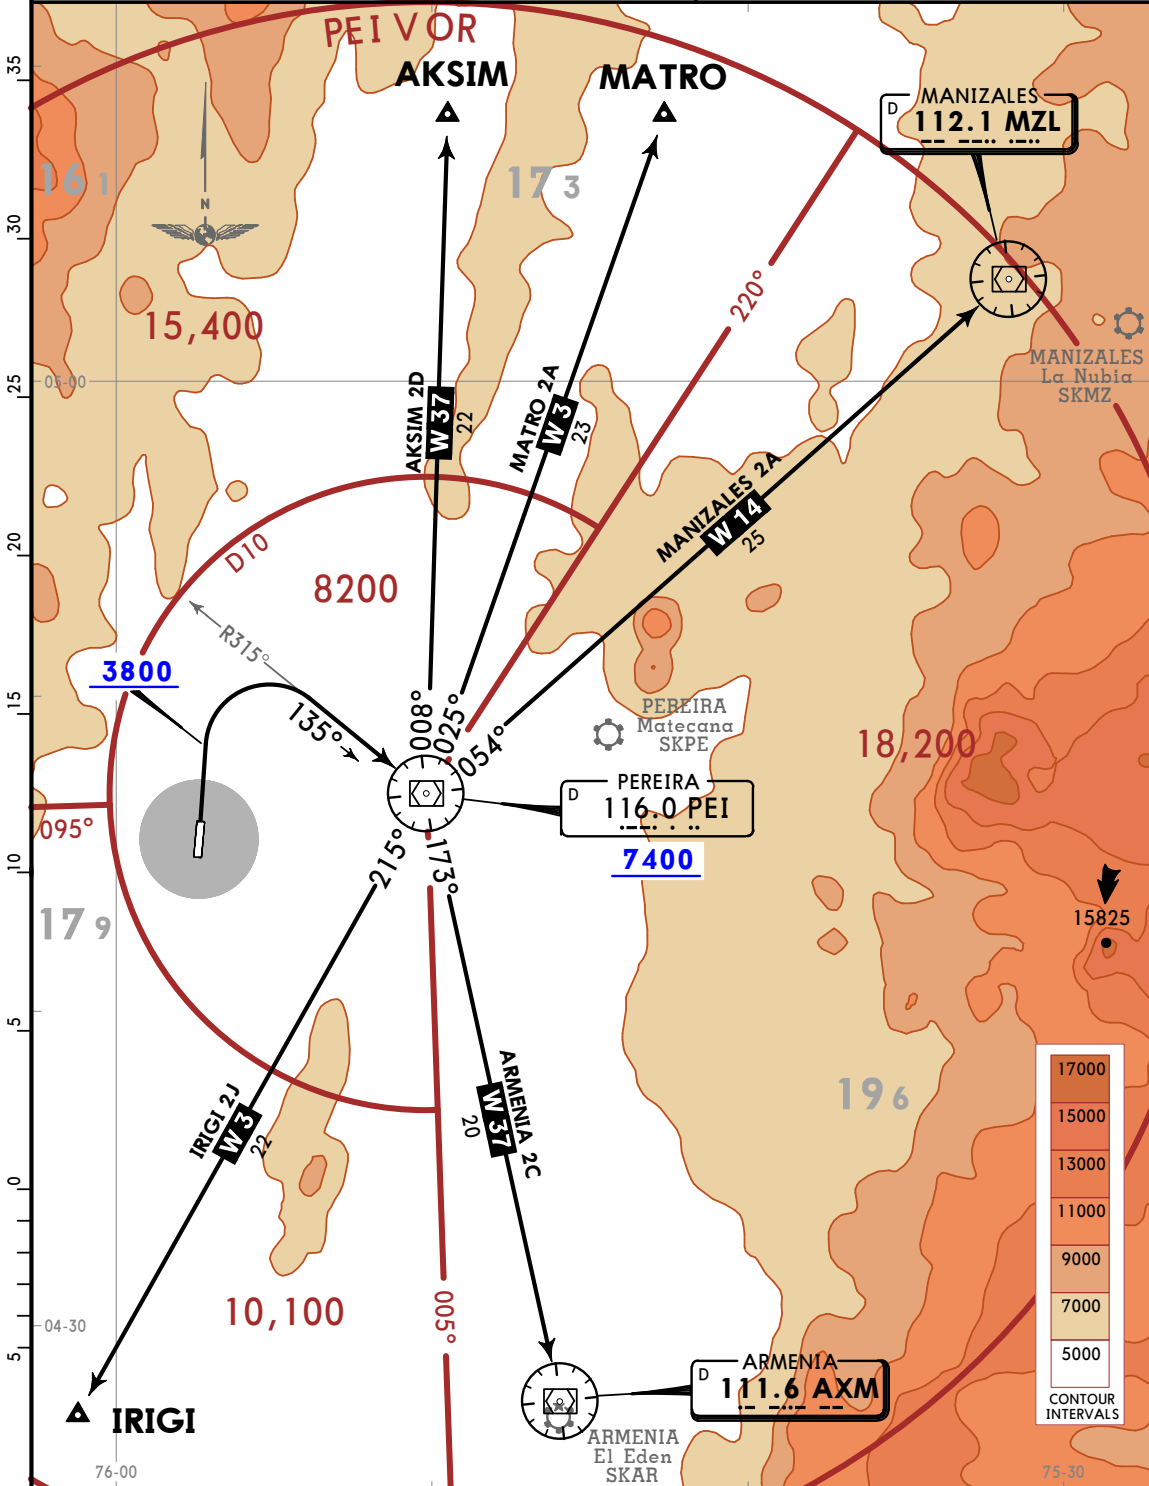 PEI VOR
AKSIM
MATRO
MANIZALES
D
112.1 MZL
35
16 1
17 3
30
N
220°
15,400
MANIZALES
La Nubia
SKMZ
25
05-00
AKSIM 2D
W 37
22
MATRO 2A
W 3
23
MANIZALES 2A
W 14
25
20
D10
8200
R315°
3800
15
135°
008°
025°
054°
PEREIRA
Matecana
SKPE
18,200
PEREIRA
D
116.0 PEI
7400
095°
10
215°
173°
17 9
15825
5
19 6
IRIGI 2J
W 3
22
ARMENIA 2C
W 37
20
0
10,100
005°
04-30
5
17000
15000
13000
11000
9000
7000
5000
CONTOUR
INTERVALS
IRIGI
ARMENIA
D
111.6 AXM
ARMENIA
El Eden
SKAR
76-00
75-30